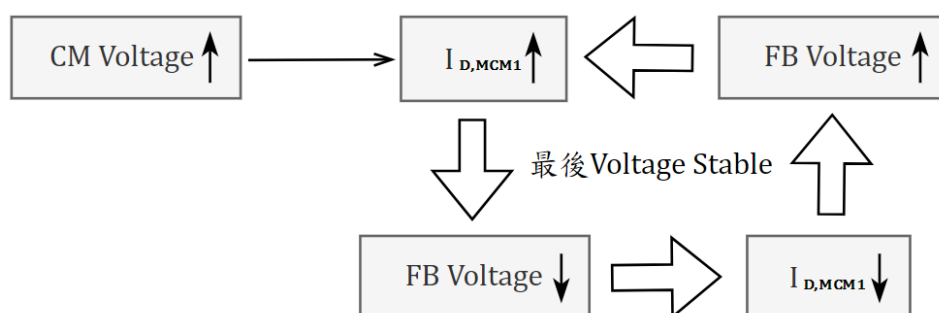 CM Voltage
I D,MCM1
FB Voltage
最後Voltage Stable
FB Voltage
I D,MCM1